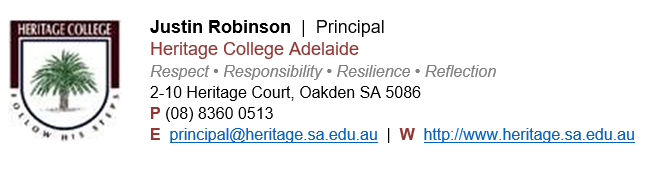 HERITAGE COLLEGE
FOLLOW HIS STEPS
Justin Robinson | Principal
Heritage College Adelaide
Respect • Responsibility • Resilience • Reflection
2-10 Heritage Court, Oakden SA 5086
P (08) 8360 0513
E principal@heritage.sa.edu.au | W http://www.heritage.sa.edu.au